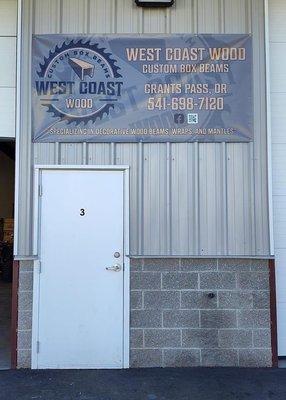 CUSTOM BOX BEAMS
WEST COAST
WOOD
WEST COAST WOOD
CUSTOM BOX BEAMS
GRANTS PASS, OR
541-698-7120
*SPECIALIZING IN DECORATIVE WOOD BEAMS, WRAPS, AND MANTLES*
3